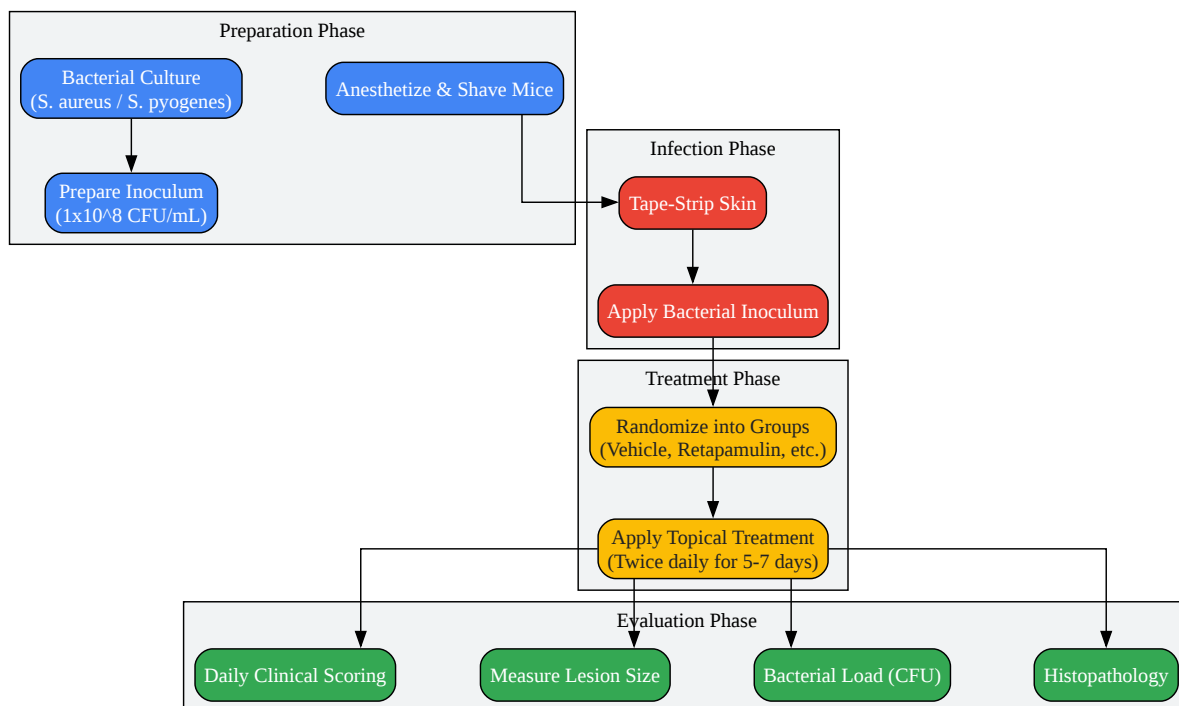 Preparation Phase
Bacterial Culture
(S. aureus / S. pyogenes)
Anesthetize & Shave Mice
Prepare Inoculum
(1x10^8 CFU/mL)
Infection Phase
Tape-Strip Skin
Apply Bacterial Inoculum
Treatment Phase
Randomize into Groups
(Vehicle, Retapamulin, etc.)
Apply Topical Treatment
(Twice daily for 5-7 days)
Evaluation Phase
Daily Clinical Scoring
Measure Lesion Size
Bacterial Load (CFU)
Histopathology